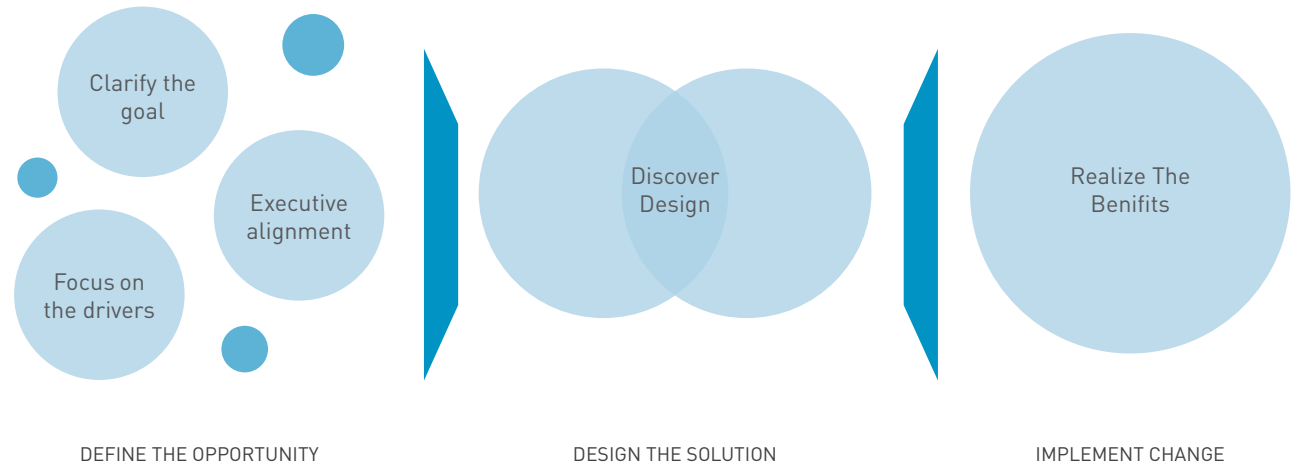 Clarify the
goal
Executive
alignment
Focus on
the drivers
DEFINE THE OPPORTUNITY
Discover
Design
DESIGN THE SOLUTION
Realize The
Benifits
IMPLEMENT CHANGE